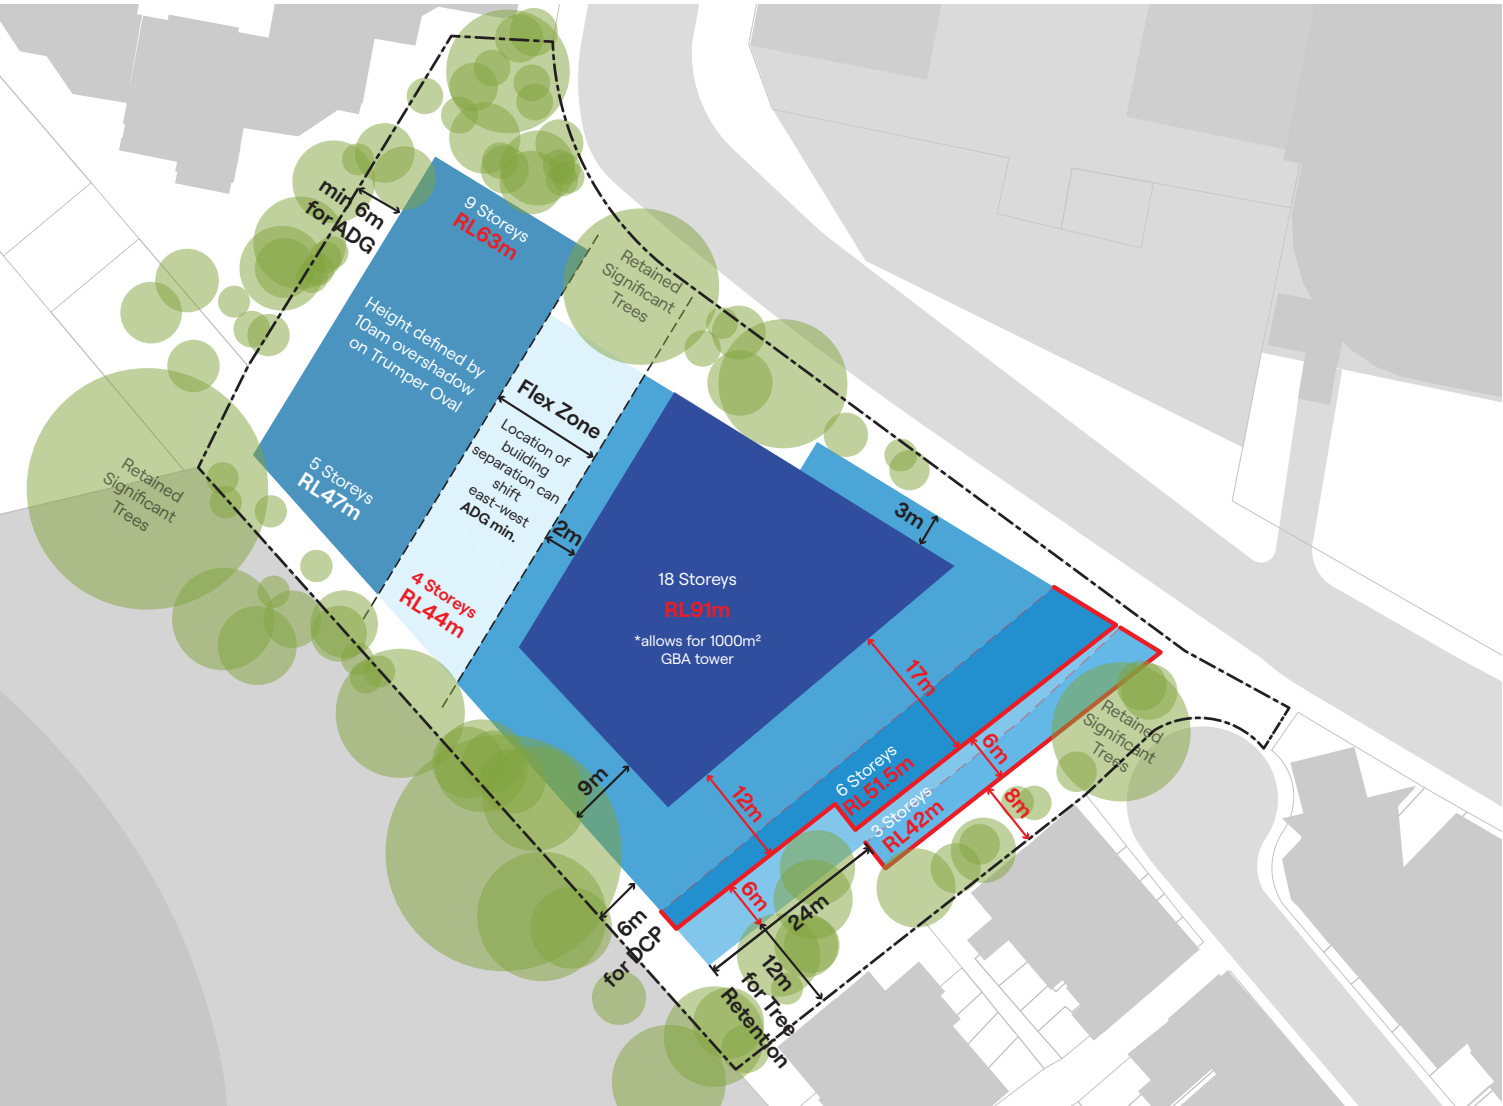 min 6m
for ADG
9 Storeys
RL63m
Retained
Significant
Trees
Height defined by
10am overshadow
on Trumper Oval
Flex Zone
Location of
building
separation can
shift
east-west
ADG min.
5 Storeys
RL47m
Retained
Significant
Trees
2m
3m
4 Storeys
RL44m
18 Storeys
RL91m
*allows for 1000m²
GBA tower
17m
Retained
Significant
Trees
6m
6 Storeys
RL51.5m
3 Storeys
RL42m
8m
9m
12m
6m
24m
6m
for DCP
12m
for Tree
Retention